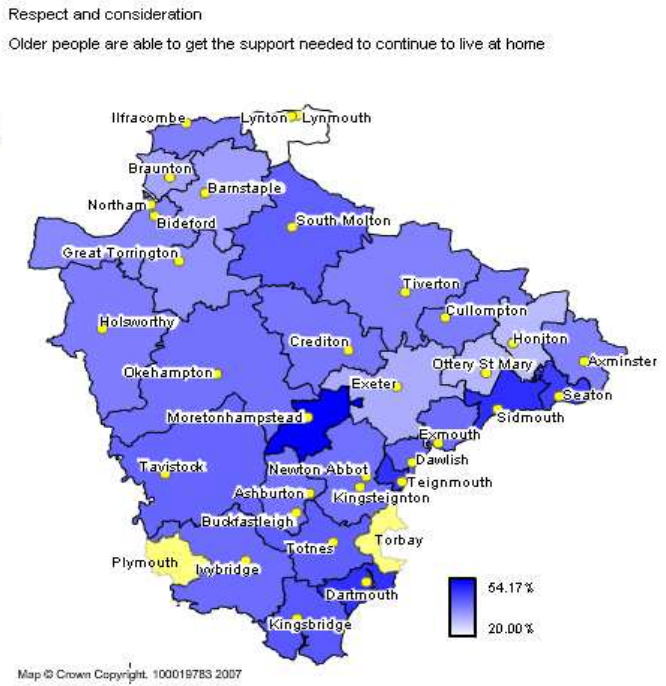 Respect and consideration
Older people are able to get the support needed to continue to live at home
Ilfracombe
Lynton
Lynmouth
Braunton
Barnstaple
Northam
Bideford
South Molton
Great Torrington
Tiverton
Cullompton
Holsworthy
Crediton
Honiton
Okehampton
Ottery St Mary
Axminster
Exeter
Seaton
Moretonhampstead
Sidmouth
Exmouth
Tavistock
Newton Abbot
Dawlish
Ashburton
Kingsteignton
Teignmouth
Buckfastleigh
Totnes
Torbay
Plymouth
Ivybridge
Dartmouth
54.17%
Kingsbridge
20.00%
Map © Crown Copyright. 100019783 2007